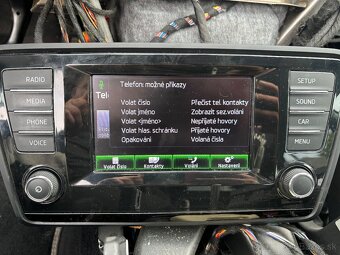 RADIO
MEDIA
PHONE
VOICE
Telefon: možné příkazy
Tele
Volat číslo
Přečíst tel. kontakty
Volat jméno
Zobrazit sez.volání
Volat <jméno>
Nepřijaté hovory
Volat hlas. schránku
Přijaté hovory
Opakování
Volaná čísla
Volat číslo
Kontakty
Volání
Nastavení
SETUP
SOUND
CAR
MENU